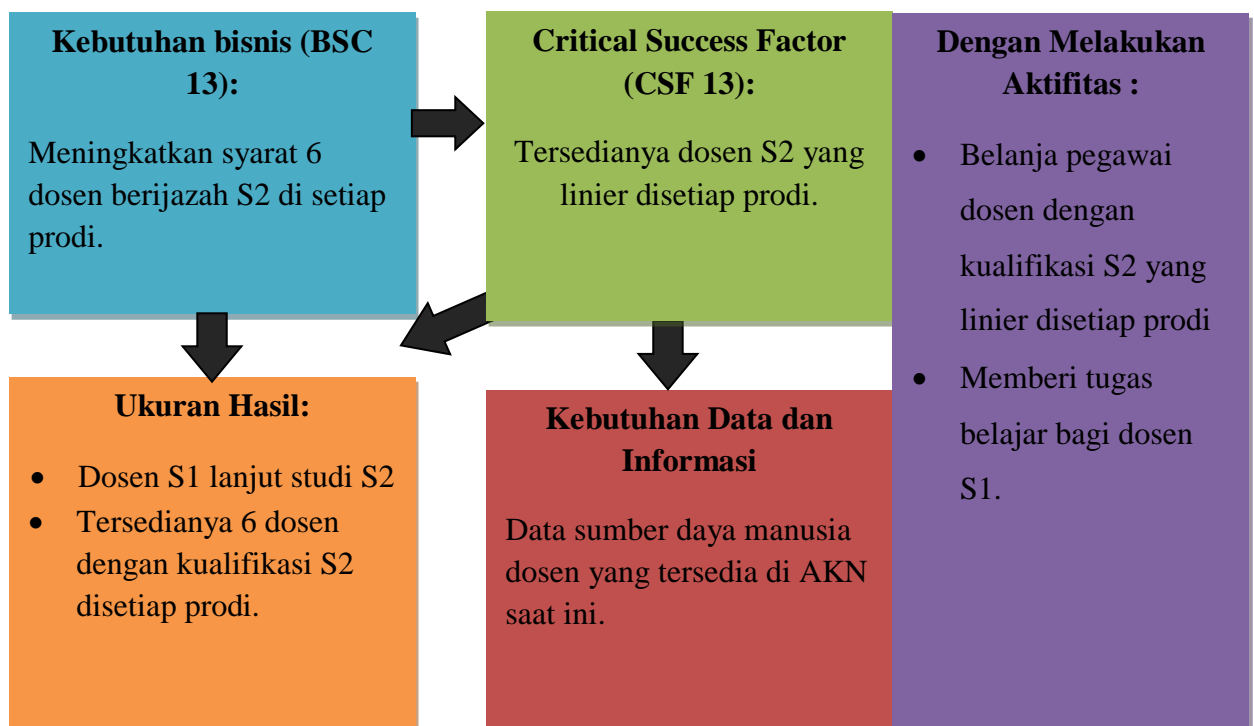 Kebutuhan bisnis (BSC
13):
Meningkatkan syarat 6
dosen berijazah S2 di setiap
prodi.
Critical Success Factor
(CSF 13):
Tersedianya dosen S2 yang
linier disetiap prodi.
Dengan Melakukan
Aktifitas :
• Belanja pegawai
dosen dengan
kualifikasi S2 yang
linier disetiap prodi
• Memberi tugas
belajar bagi dosen
S1.
Ukuran Hasil:
• Dosen S1 lanjut studi S2
• Tersedianya 6 dosen
dengan kualifikasi S2
disetiap prodi.
Kebutuhan Data dan
Informasi
Data sumber daya manusia
dosen yang tersedia di AKN
saat ini.